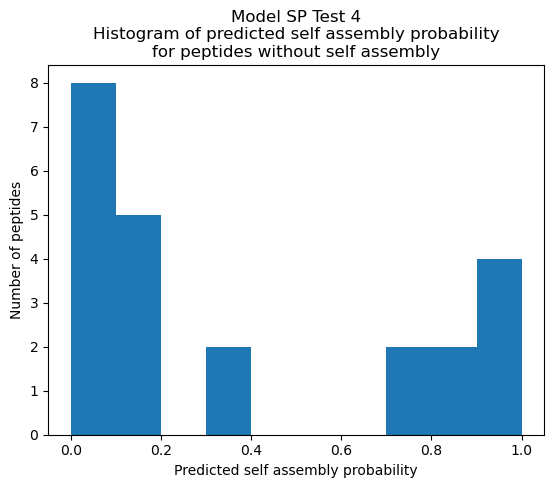 Model SP Test 4
Histogram of predicted self assembly probability
for peptides without self assembly
8
7
6
5
4
3
2
1
0
Number of peptides
0.0 0.2 0.4 0.6 0.8 1.0
Predicted self assembly probability